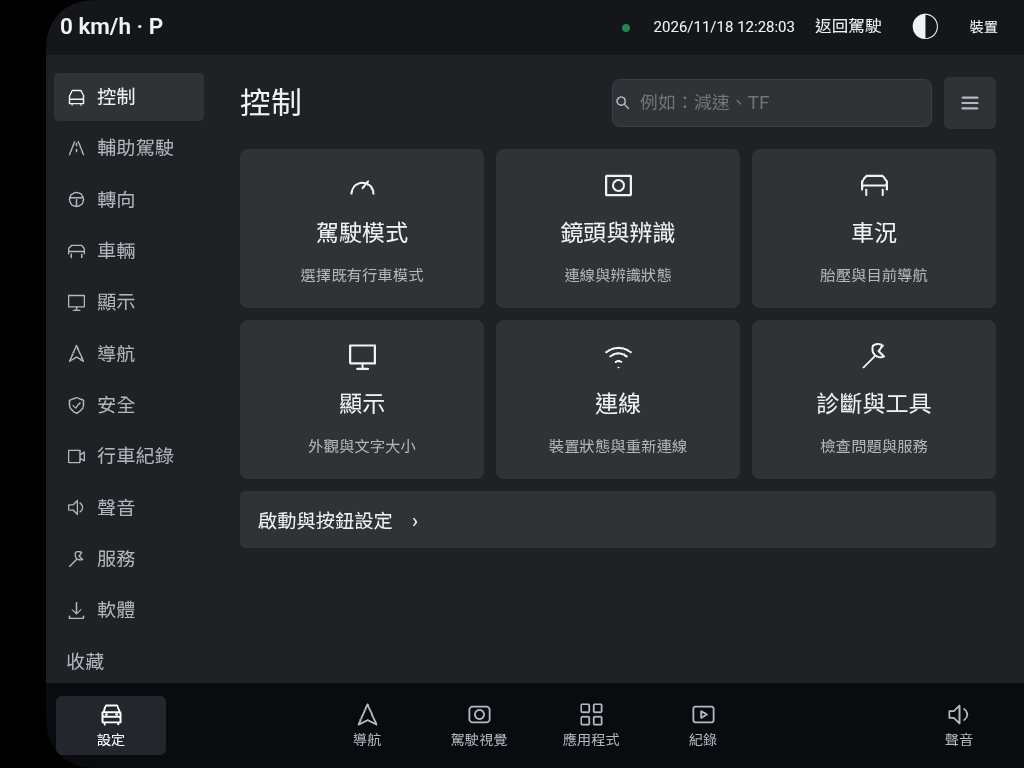 0 km/h · P
2026/11/18 12:28:03
返回駕駛
裝置
控制
輔助駕駛
轉向
車輛
顯示
導航
安全
行車紀錄
聲音
服務
軟體
收藏
控制
例如：減速、TF
駕駛模式
選擇既有行車模式
鏡頭與辨識
連線與辨識狀態
車況
胎壓與目前導航
顯示
外觀與文字大小
連線
裝置狀態與重新連線
診斷與工具
檢查問題與服務
啟動與按鈕設定 ›
設定
導航
駕駛視覺
應用程式
紀錄
聲音